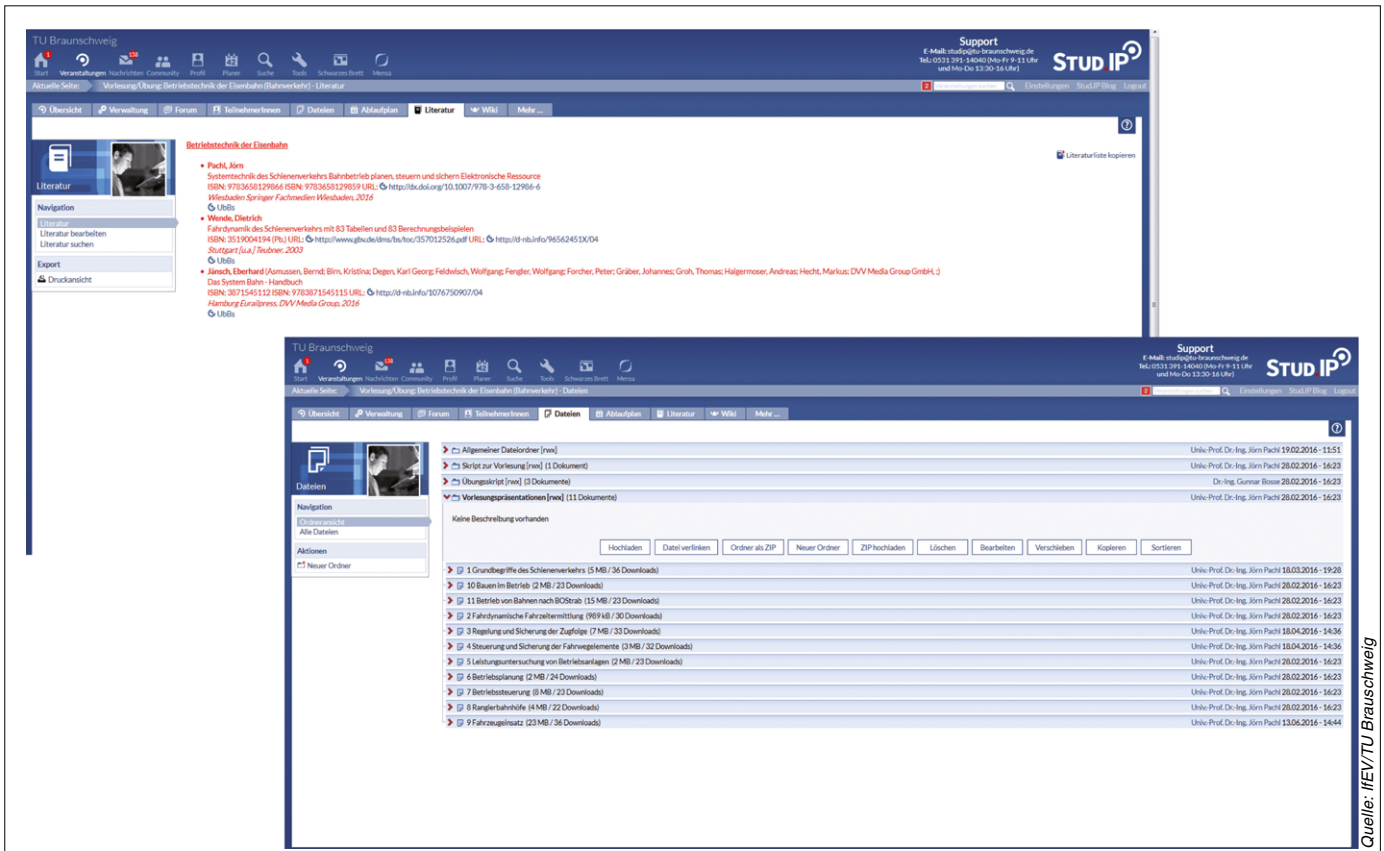 TU Braunschweig
1
138
Start Veranstaltungen Nachrichten Community Profil Planer Suche Tools Schwarzes Brett Mensa
Support
E-Mail: studip@tu-braunschweig.de
Tel.: 0531 391-14040 (Mo-Fr 9-11 Uhr
und Mo-Do 13:30-16 Uhr)
STUD.IP
Aktuelle Seite: Vorlesung/Übung: Betriebstechnik der Eisenbahn (Bahnverkehr) - Literatur
2 Einstellungen Stud.IP Blog Logout
Übersicht Verwaltung Forum TeilnehmerInnen Dateien Ablaufplan Literatur Wiki Mehr ...
Literatur
Navigation
Literatur
Literatur bearbeiten
Literatur suchen
Export
Druckansicht
Literaturliste kopieren
Betriebstechnik der Eisenbahn
• Pachl, Jörn
Systemtechnik des Schienenverkehrs Bahnbetrieb planen, steuern und sichern Elektronische Ressource
ISBN: 9783658129866 ISBN: 9783658129859 URL: http://dx.doi.org/10.1007/978-3-658-12986-6
Wiesbaden Springer Fachmedien Wiesbaden, 2016
UbBs
• Wende, Dietrich
Fahrdynamik des Schienenverkehrs mit 83 Tabellen und 83 Berechnungsbeispielen
ISBN: 3519004194 (Pb.) URL: http://www.gbv.de/dms/bs/toc/357012526.pdf URL: http://d-nb.info/96562451X/04
Stuttgart [u.a.] Teubner, 2003
UbBs
• Jänsch, Eberhard (Asmussen, Bernd; Birn, Kristina; Degen, Karl Georg; Feldwisch, Wolfgang; Fengler, Wolfgang; Forcher, Peter; Gräber, Johannes; Groh, Thomas; Haigermoser, Andreas; Hecht, Markus; DVV Media Group GmbH, ;)
Das System Bahn - Handbuch
ISBN: 3871545112 ISBN: 9783871545115 URL: http://d-nb.info/1076750907/04
Hamburg Eurailpress, DVV Media Group, 2016
UbBs
TU Braunschweig
1
138
Start Veranstaltungen Nachrichten Community Profil Planer Suche Tools Schwarzes Brett Mensa
Support
E-Mail: studip@tu-braunschweig.de
Tel.: 0531 391-14040 (Mo-Fr 9-11 Uhr
und Mo-Do 13:30-16 Uhr)
STUD.IP
Aktuelle Seite: Vorlesung/Übung: Betriebstechnik der Eisenbahn (Bahnverkehr) - Dateien
2 Einstellungen Stud.IP Blog Logout
Übersicht Verwaltung Forum TeilnehmerInnen Dateien Ablaufplan Literatur Wiki Mehr ...
Dateien
Navigation
Ordneransicht
Alle Dateien
Aktionen
Neuer Ordner
Allgemeiner Dateiordner [rwx] Univ.-Prof. Dr.-Ing. Jörn Pachl 19.02.2016 - 11:51
Skript zur Vorlesung [rwx] (1 Dokument) Univ.-Prof. Dr.-Ing. Jörn Pachl 28.02.2016 - 16:23
Übungsskript [rwx] (3 Dokumente) Dr.-Ing. Gunnar Bosse 28.02.2016 - 16:23
Vorlesungspräsentationen [rwx] (11 Dokumente) Univ.-Prof. Dr.-Ing. Jörn Pachl 28.02.2016 - 16:23
Keine Beschreibung vorhanden
Hochladen Datei verlinken Ordner als ZIP Neuer Ordner ZIP hochladen Löschen Bearbeiten Verschieben Kopieren Sortieren
1 Grundbegriffe des Schienenverkehrs (5 MB / 36 Downloads) Univ.-Prof. Dr.-Ing. Jörn Pachl 18.03.2016 - 19:28
10 Bauen im Betrieb (2 MB / 23 Downloads) Univ.-Prof. Dr.-Ing. Jörn Pachl 28.02.2016 - 16:23
11 Betrieb von Bahnen nach BOStrab (15 MB / 23 Downloads) Univ.-Prof. Dr.-Ing. Jörn Pachl 28.02.2016 - 16:23
2 Fahrdynamische Fahrzeitermittlung (989 kB / 30 Downloads) Univ.-Prof. Dr.-Ing. Jörn Pachl 28.02.2016 - 16:23
3 Regelung und Sicherung der Zugfolge (7 MB / 33 Downloads) Univ.-Prof. Dr.-Ing. Jörn Pachl 18.04.2016 - 14:36
4 Steuerung und Sicherung der Fahrwegelemente (3 MB / 32 Downloads) Univ.-Prof. Dr.-Ing. Jörn Pachl 18.04.2016 - 14:36
5 Leistungsuntersuchung von Betriebsanlagen (2 MB / 23 Downloads) Univ.-Prof. Dr.-Ing. Jörn Pachl 28.02.2016 - 16:23
6 Betriebsplanung (2 MB / 24 Downloads) Univ.-Prof. Dr.-Ing. Jörn Pachl 28.02.2016 - 16:23
7 Betriebssteuerung (8 MB / 23 Downloads) Univ.-Prof. Dr.-Ing. Jörn Pachl 28.02.2016 - 16:23
8 Rangierbahnhöfe (4 MB / 22 Downloads) Univ.-Prof. Dr.-Ing. Jörn Pachl 28.02.2016 - 16:23
9 Fahrzeugeinsatz (23 MB / 36 Downloads) Univ.-Prof. Dr.-Ing. Jörn Pachl 13.06.2016 - 14:44
Quelle: IfEV/TU Brauschweig